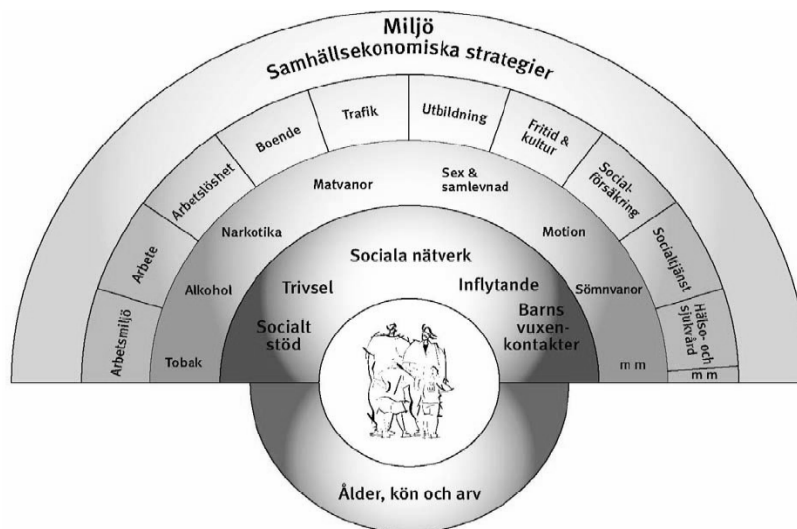 Miljö
Samhällsekonomiska strategier
Arbetsmiljö
Arbete
Arbetslöshet
Boende
Trafik
Utbildning
Fritid &
kultur
Social-
försäkring
Socialtjänst
Hälso- och
sjukvård
m m
Tobak
Alkohol
Narkotika
Matvanor
Sex &
samlevnad
Motion
Sömnvanor
m m
Socialt
stöd
Trivsel
Sociala nätverk
Inflytande
Barns
vuxen-
kontakter
Ålder, kön och arv